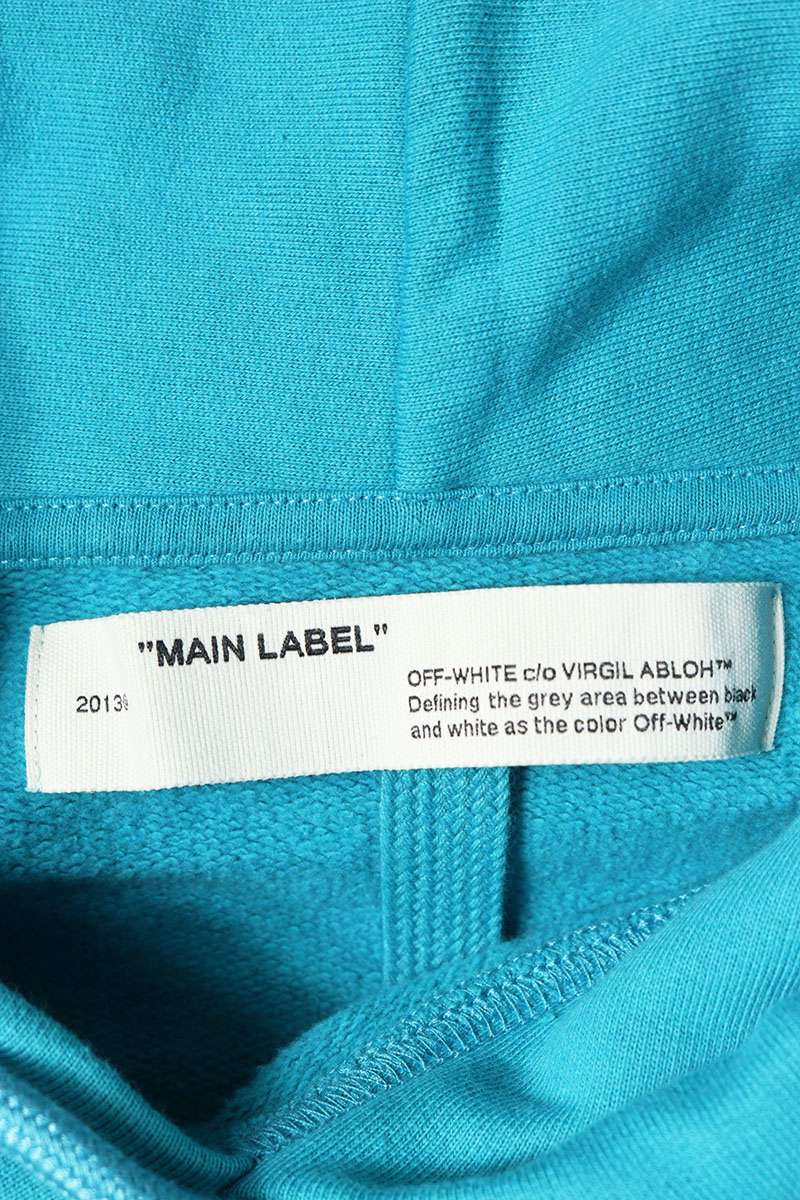 "MAIN LABEL"
2013
OFF-WHITE c/o VIRGIL ABLOH™
Defining the grey area between black
and white as the color Off-White™